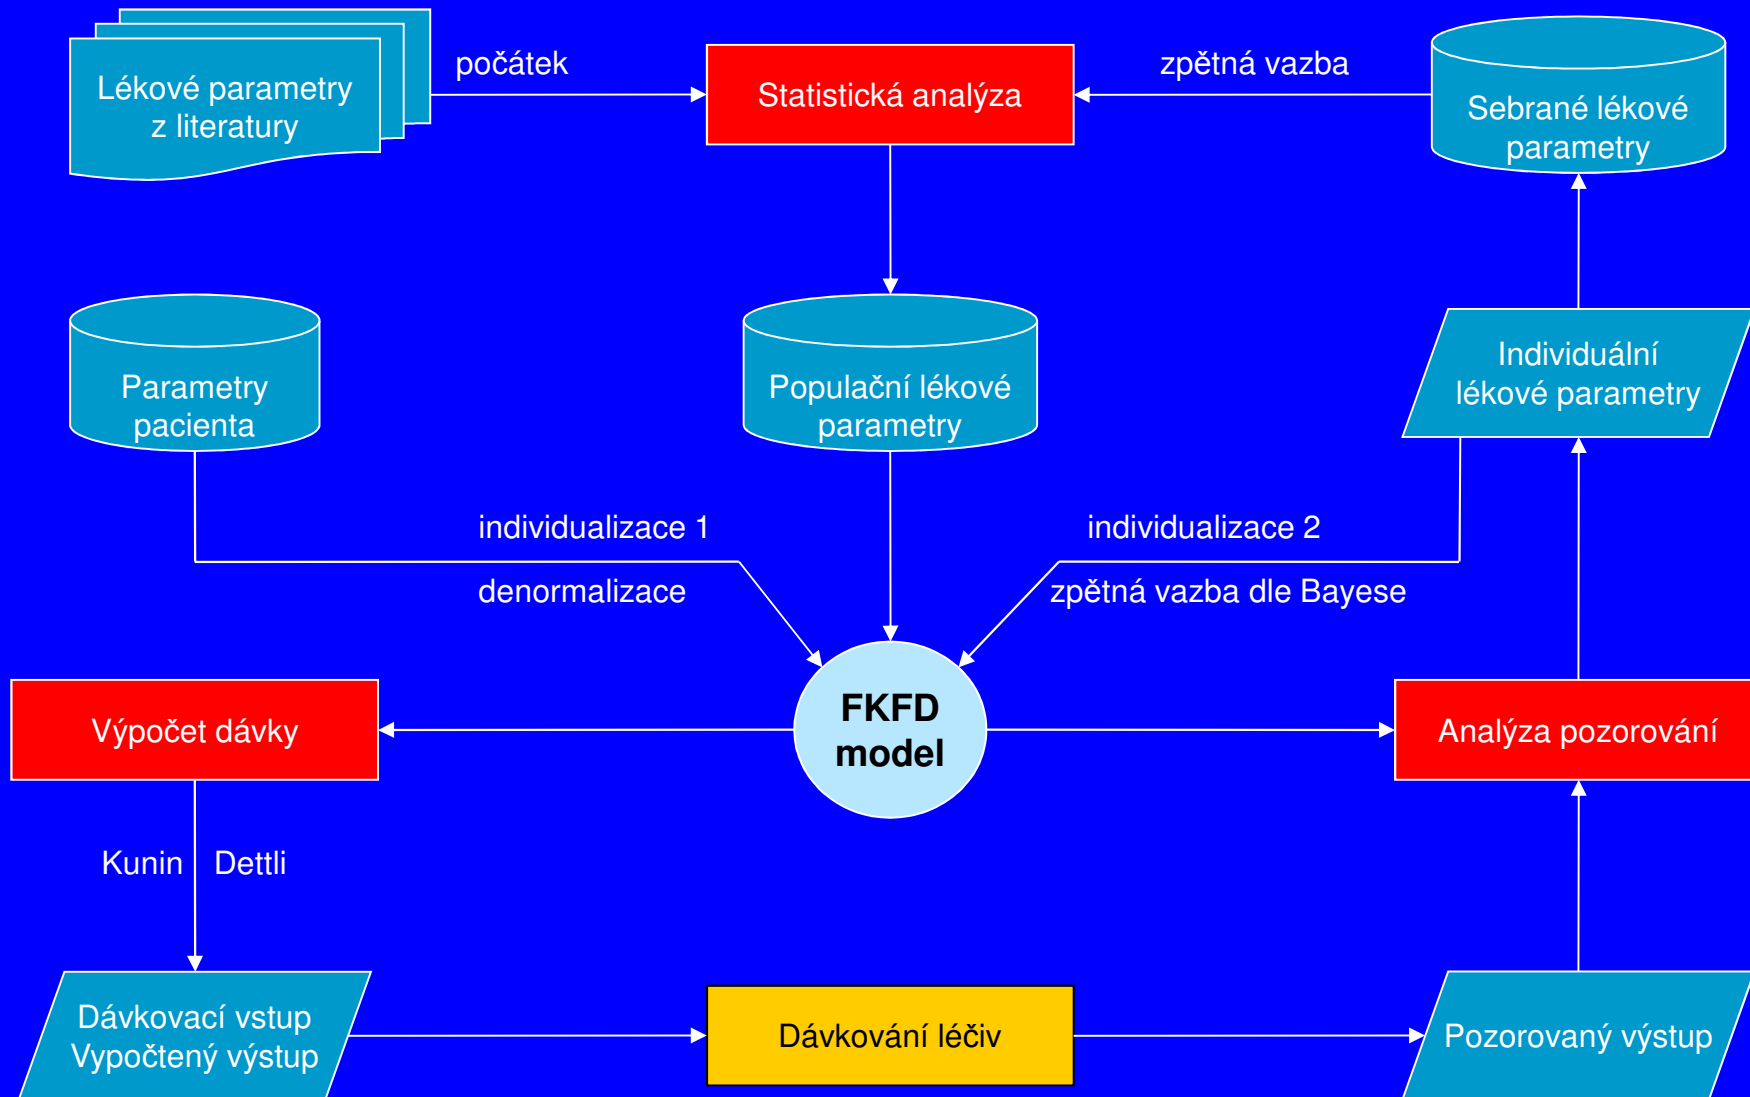 Lékové parametry
z literatury
počátek
Statistická analýza
zpětná vazba
Sebrané lékové
parametry
Parametry
pacienta
Populační lékové
parametry
Individuální
lékové parametry
individualizace 1
denormalizace
individualizace 2
zpětná vazba dle Bayese
Výpočet dávky
FKFD
model
Analýza pozorování
Kunin
Dettli
Dávkovací vstup
Vypočtený výstup
Dávkování léčiv
Pozorovaný výstup